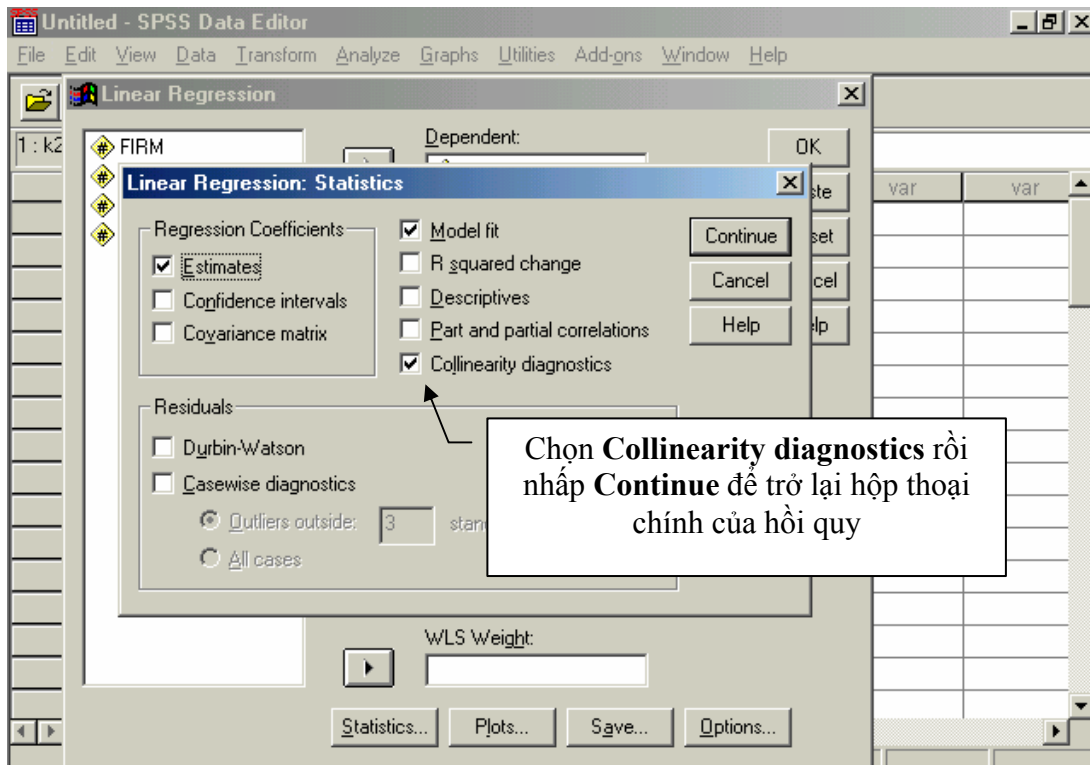 SPSS
Untitled - SPSS Data Editor
File Edit View Data Transform Analyze Graphs Utilities Add-ons Window Help
Linear Regression
1 : k2
FIRM
Dependent:
OK
var var
Linear Regression: Statistics
Regression Coefficients
Estimates
Confidence intervals
Covariance matrix
Model fit
R squared change
Descriptives
Part and partial correlations
Collinearity diagnostics
Continue
Cancel
Help
Residuals
Durbin-Watson
Casewise diagnostics
Outliers outside: 3
All cases
Chọn Collinearity diagnostics rồi
nhấp Continue để trở lại hộp thoại
chính của hồi quy
WLS Weight:
Statistics... Plots... Save... Options...